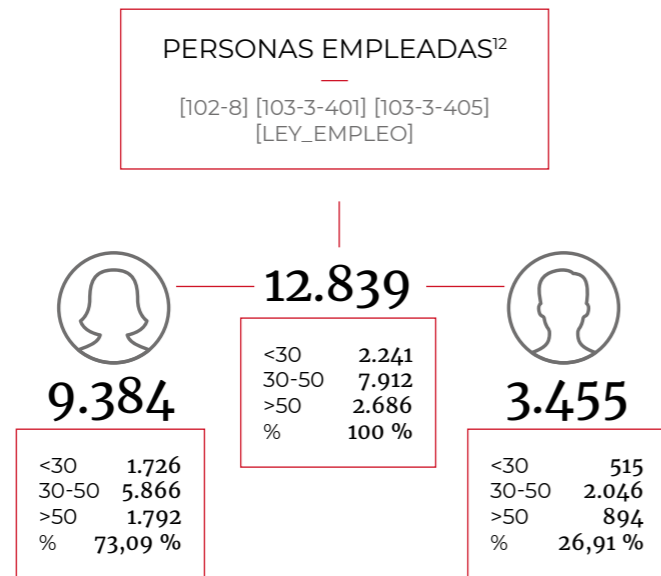 PERSONAS EMPLEADAS¹²
[102-8] [103-3-401] [103-3-405]
[LEY_EMPLEO]
12.839
<30 2.241
30-50 7.912
>50 2.686
% 100 %
9.384
<30 1.726
30-50 5.866
>50 1.792
% 73,09 %
3.455
<30 515
30-50 2.046
>50 894
% 26,91 %